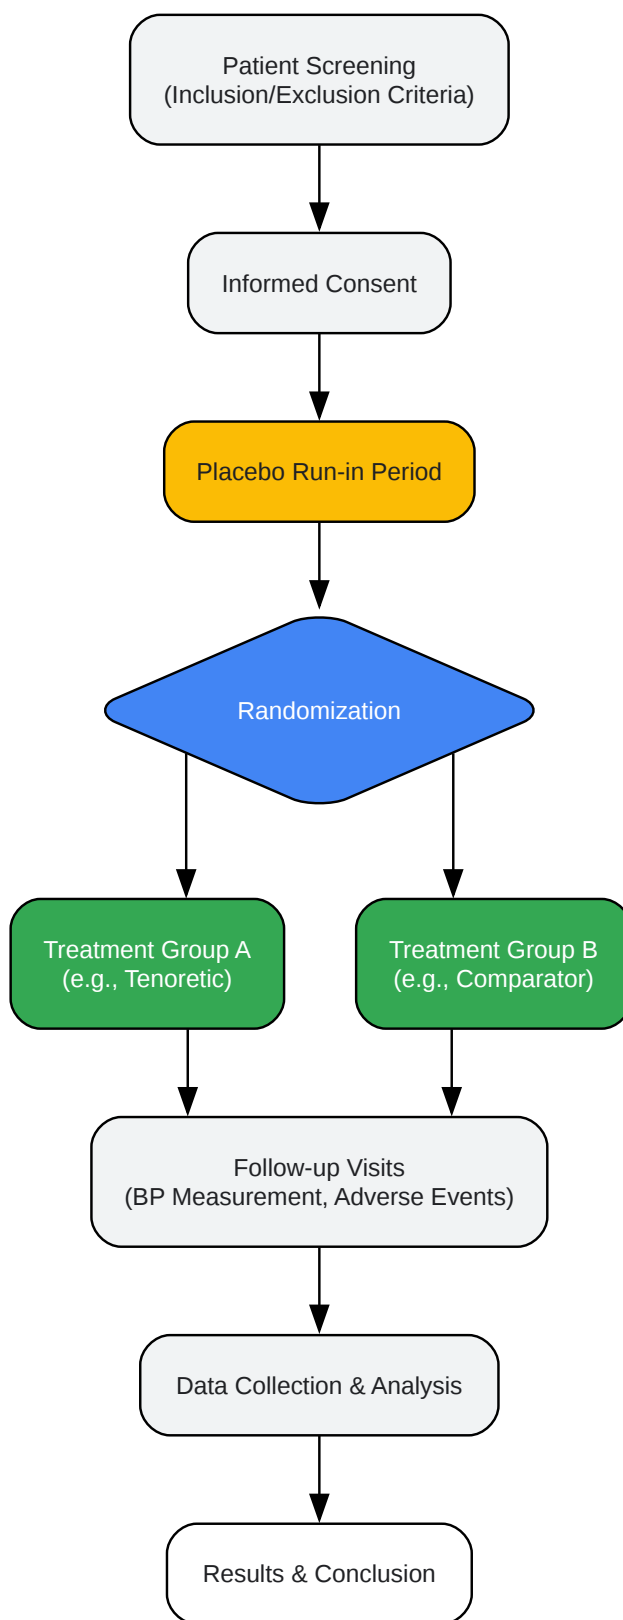 Patient Screening
(Inclusion/Exclusion Criteria)
Informed Consent
Placebo Run-in Period
Randomization
Treatment Group A
(e.g., Tenoretic)
Treatment Group B
(e.g., Comparator)
Follow-up Visits
(BP Measurement, Adverse Events)
Data Collection & Analysis
Results & Conclusion